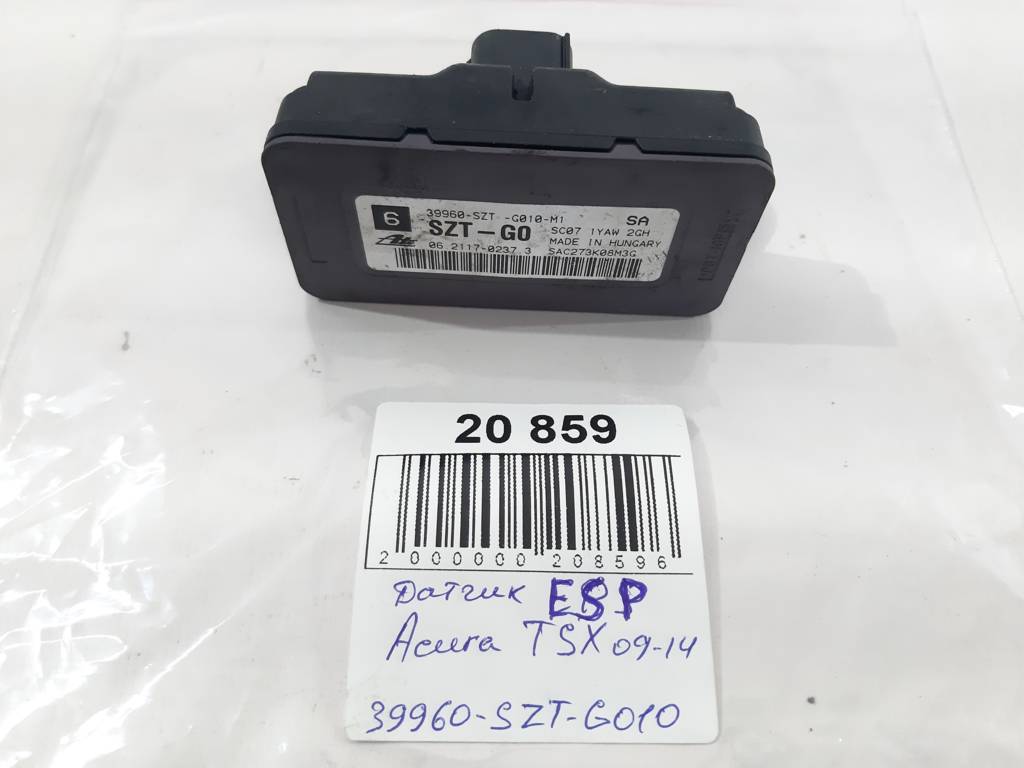 6 39960-SZT -G010-M1 SA
SZT-G0 SC07 1YAW 2GH
ATE MADE IN HUNGARY
06.2117-0237.3 SAC273K08M3G
20 859
2 000000 208596
Датчик ESP
Acura TSX 09-14
39960-SZT-G010